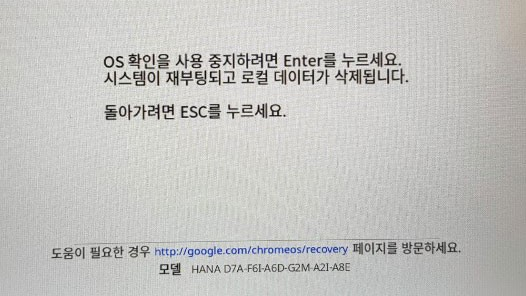 OS 확인을 사용 중지하려면 Enter를 누르세요.
시스템이 재부팅되고 로컬 데이터가 삭제됩니다.
돌아가려면 ESC를 누르세요.
도움이 필요한 경우 http://google.com/chromeos/recovery 페이지를 방문하세요.
모델 HANA D7A-F6I-A6D-G2M-A2I-A8E